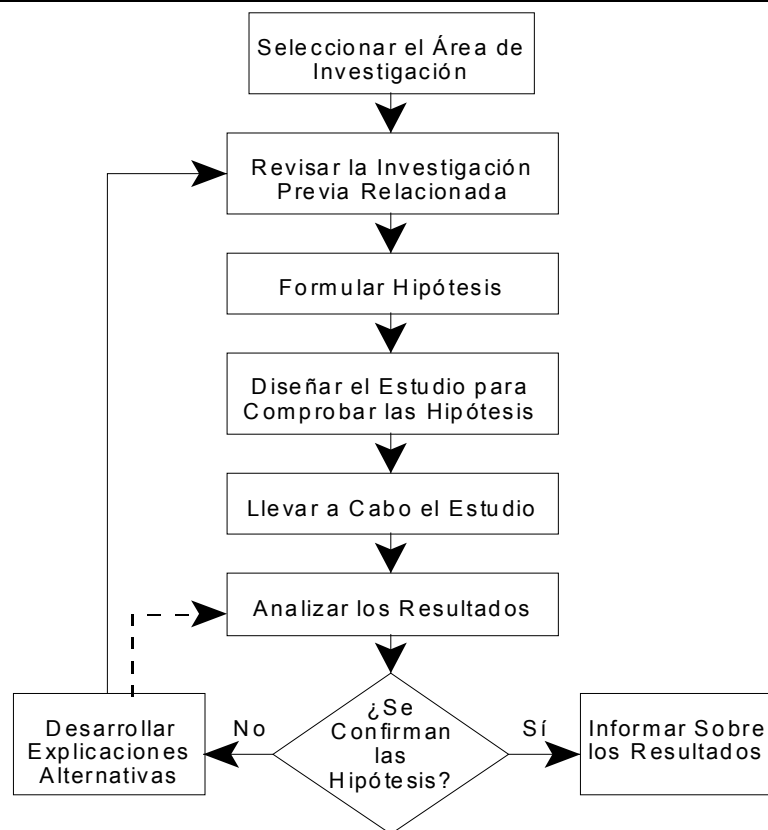 Seleccionar el Área de
Investigación
Revisar la Investigación
Previa Relacionada
Formular Hipótesis
Diseñar el Estudio para
Comprobar las Hipótesis
Llevar a Cabo el Estudio
Analizar los Resultados
¿Se
Confirman
las
Hipótesis?
No
Sí
Desarrollar
Explicaciones
Alternativas
Informar Sobre
los Resultados